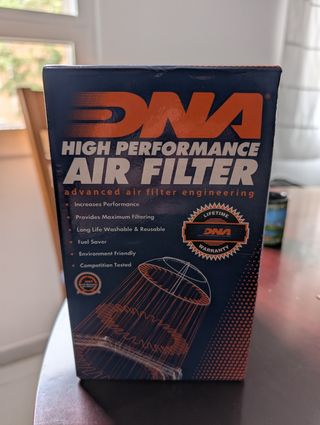 DNA
HIGH PERFORMANCE
AIR FILTER
advanced air filter engineering
• Increases Performance
• Provides Maximum Filtering
• Long Life Washable & Reusable
• Fuel Saver
• Environment Friendly
• Competition Tested
LIFETIME
DNA
WARRANTY